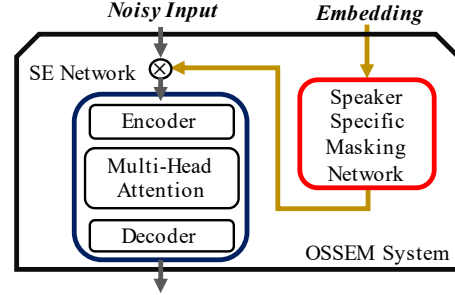 Noisy Input
Embedding
SE Network
Encoder
Multi-Head
Attention
Decoder
Speaker
Specific
Masking
Network
OSSEM System